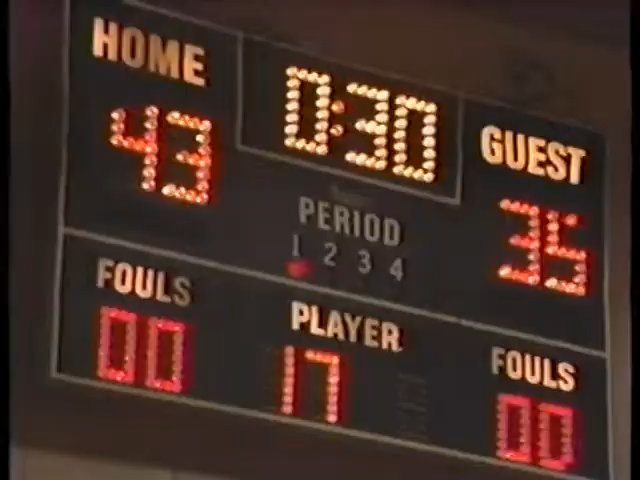 HOME
0:30
GUEST
43
35
PERIOD
1 2 3 4
FOULS
PLAYER
FOULS
00
17
00